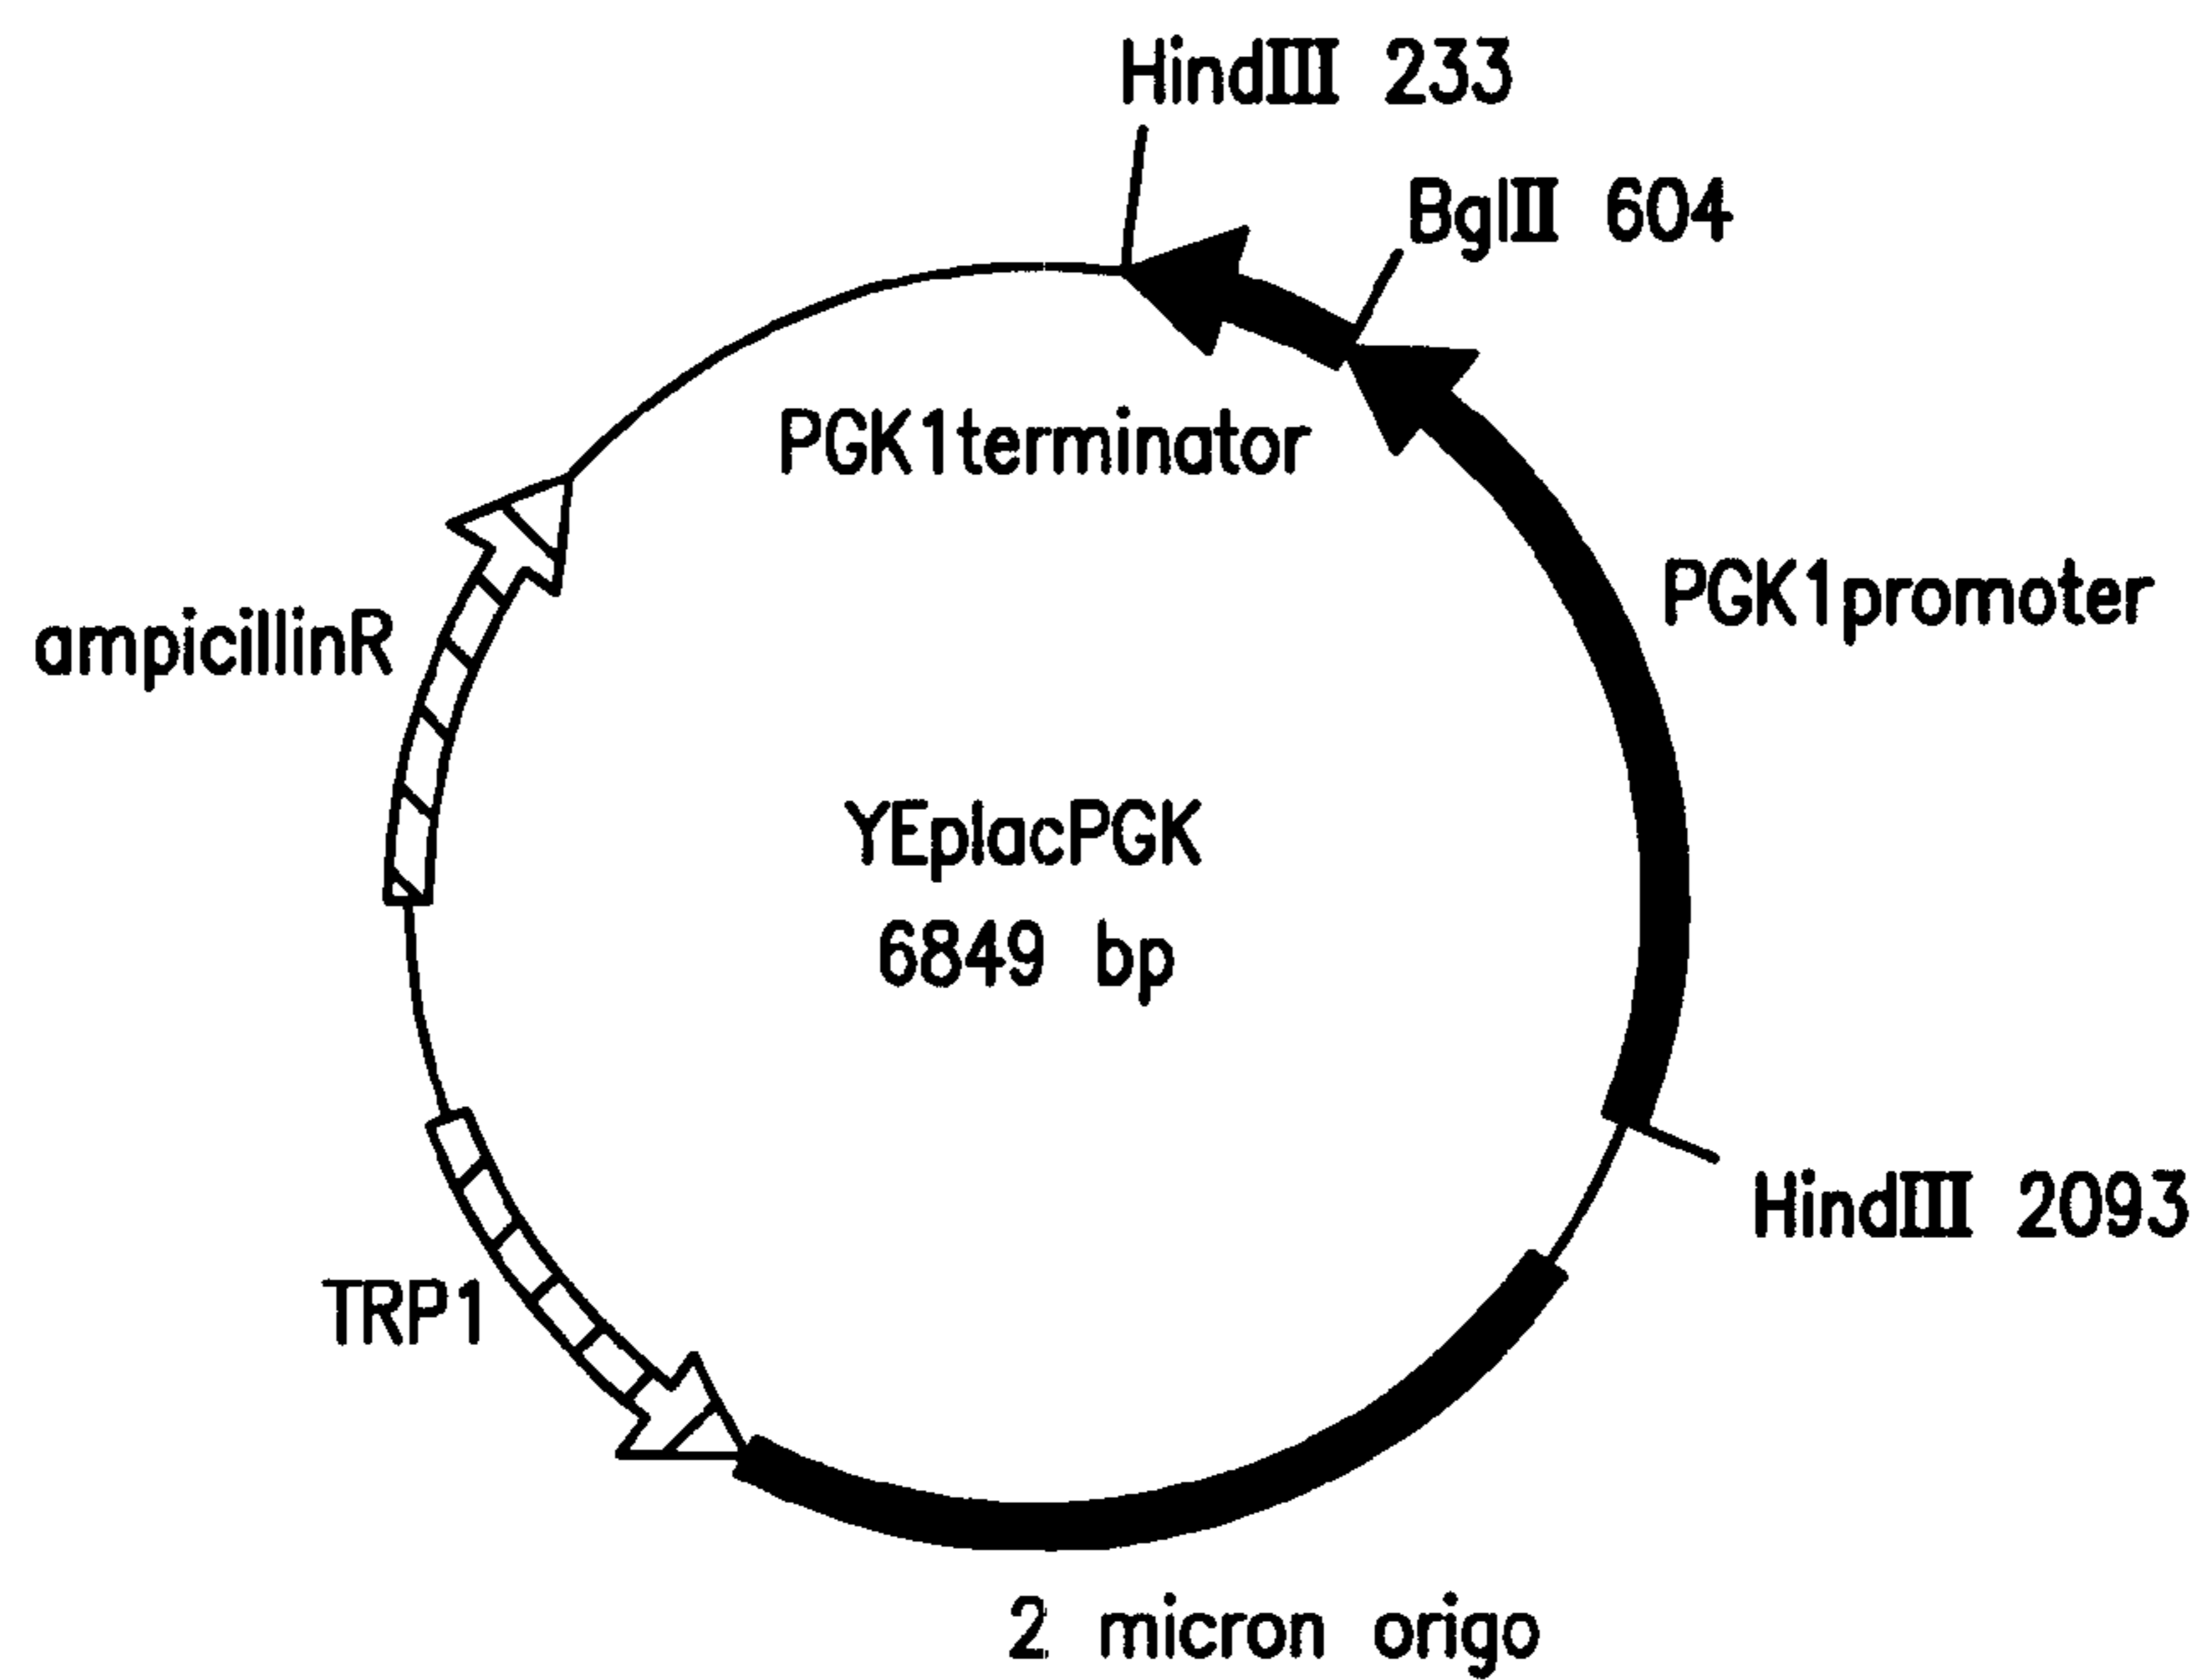 HindIII 233
BglII 604
PGK1terminator
PGK1promoter
ampicillinR
YEplacPGK
6849 bp
HindIII 2093
TRP1
2 micron origo